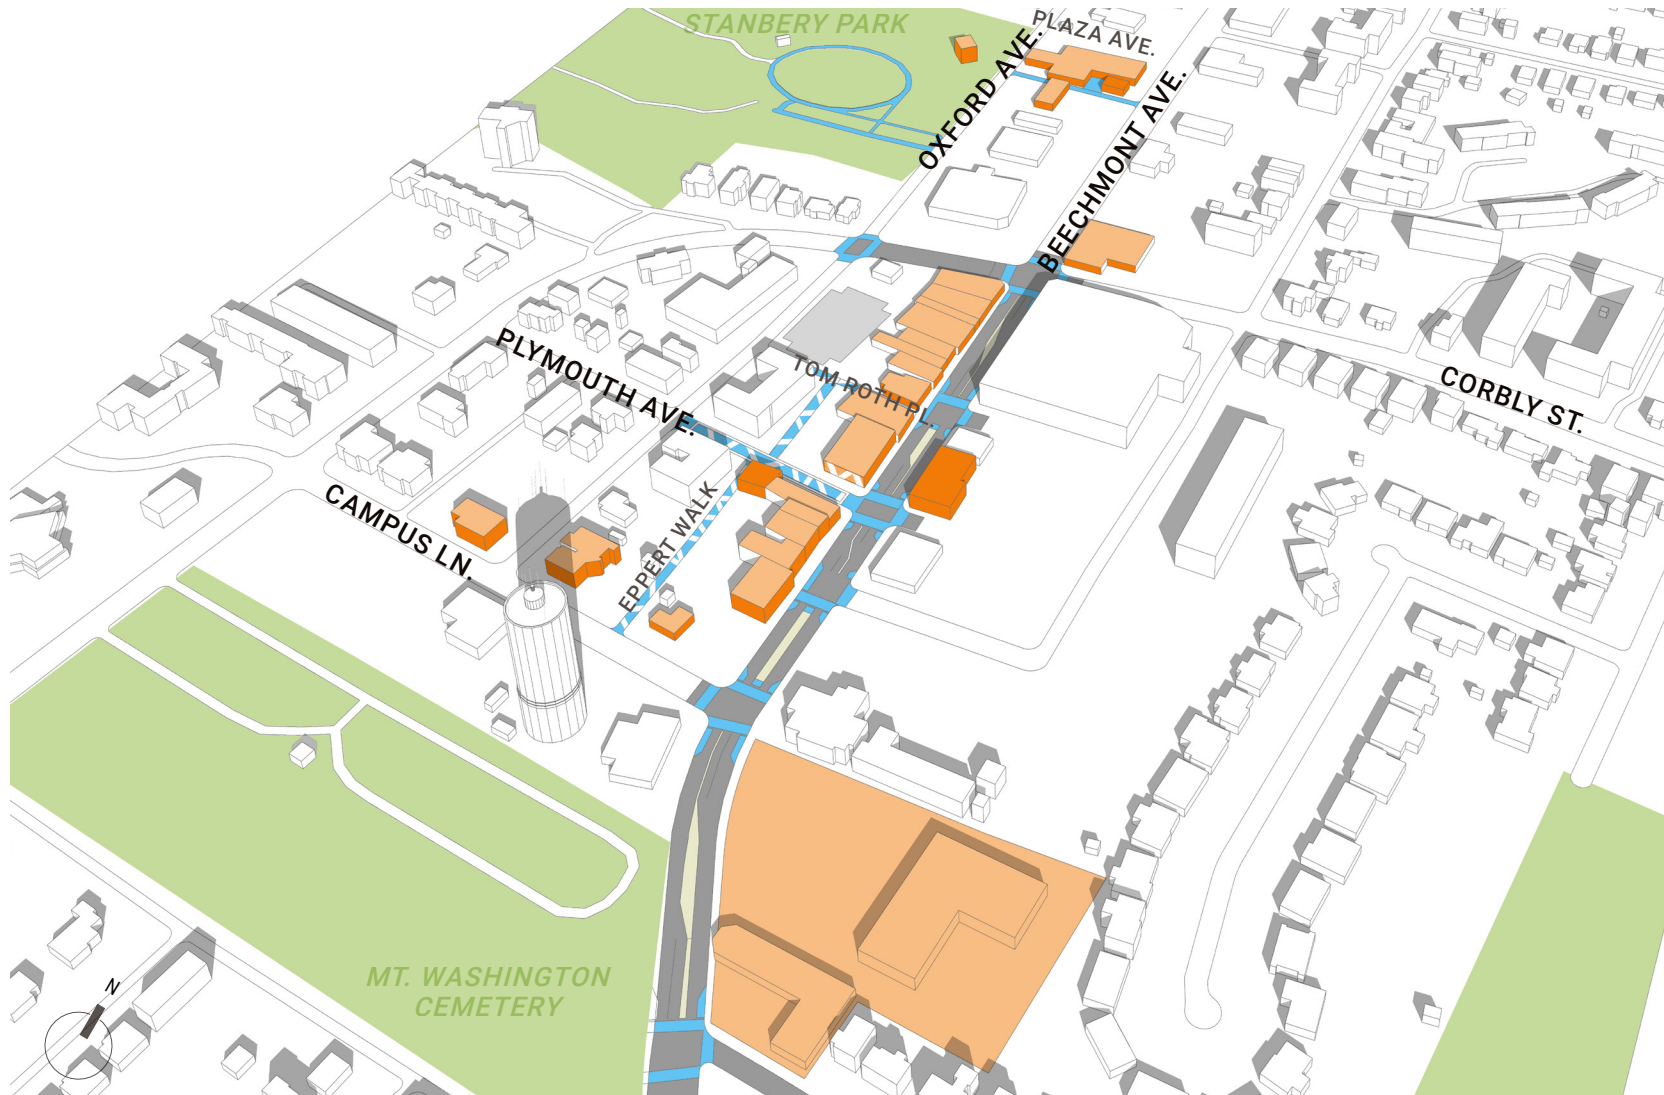 STANBERY PARK
PLAZA AVE.
OXFORD AVE.
BEECHMONT AVE.
PLYMOUTH AVE.
TOM ROTH PL.
CORBLY ST.
CAMPUS LN.
EPPERT WALK
MT. WASHINGTON
CEMETERY
N